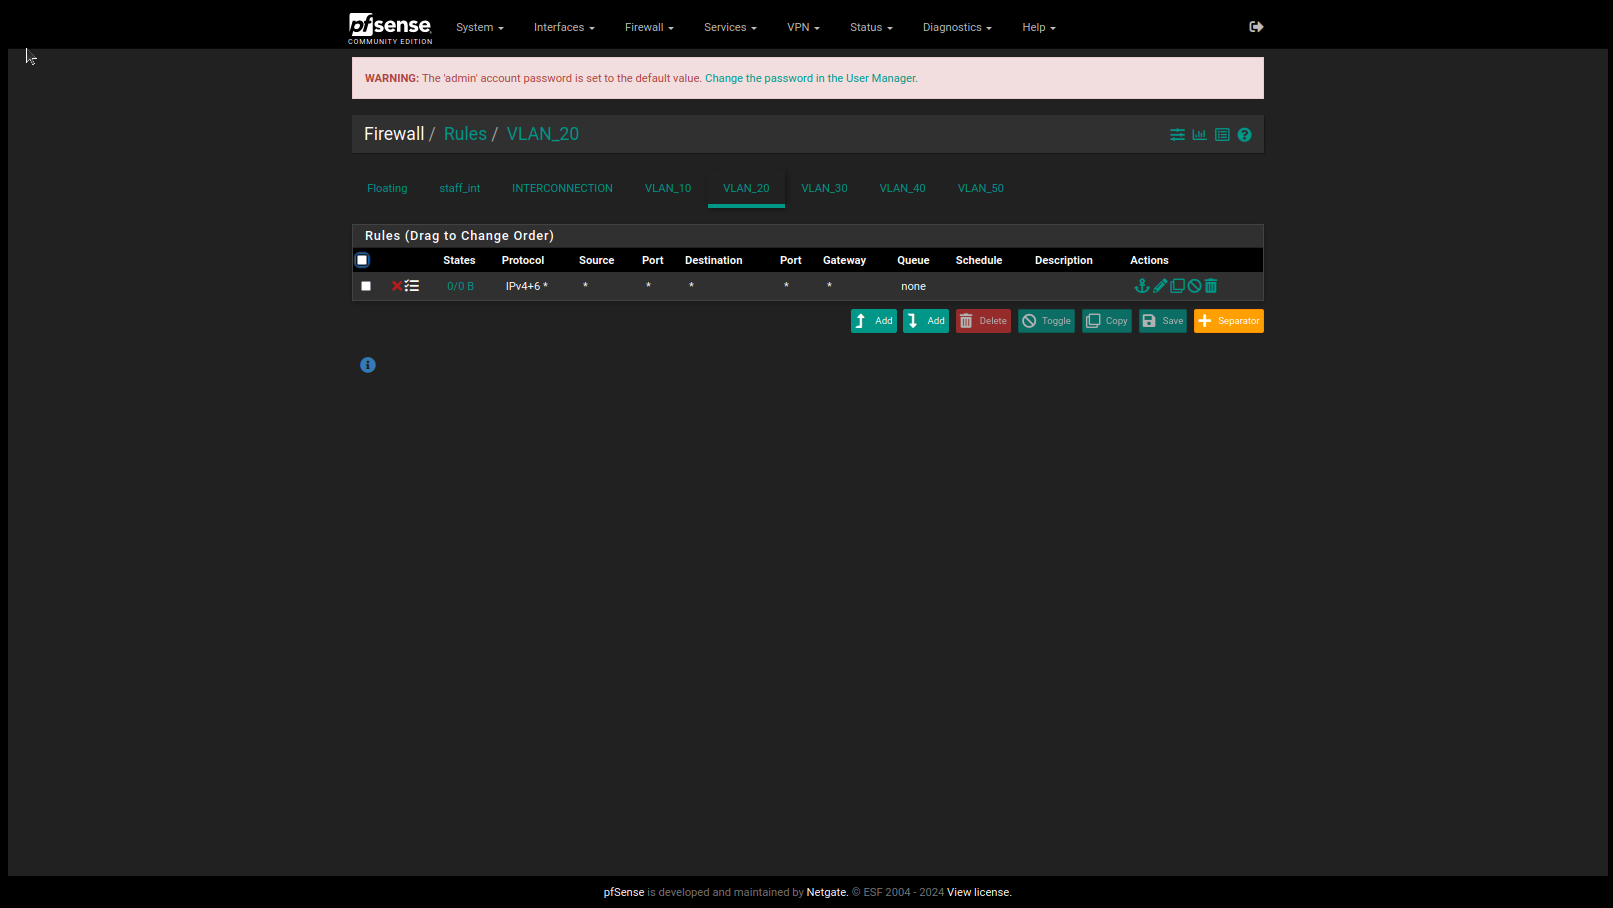 pfsense
COMMUNITY EDITION
System Interfaces Firewall Services VPN Status Diagnostics Help
WARNING: The 'admin' account password is set to the default value. Change the password in the User Manager.
Firewall / Rules / VLAN_20
Floating staff_int INTERCONNECTION VLAN_10 VLAN_20 VLAN_30 VLAN_40 VLAN_50
Rules (Drag to Change Order)
States Protocol Source Port Destination Port Gateway Queue Schedule Description Actions
0/0 B IPv4+6 * * * * * * none
Add Add Delete Toggle Copy Save Separator
pfSense is developed and maintained by Netgate. © ESF 2004 - 2024 View license.